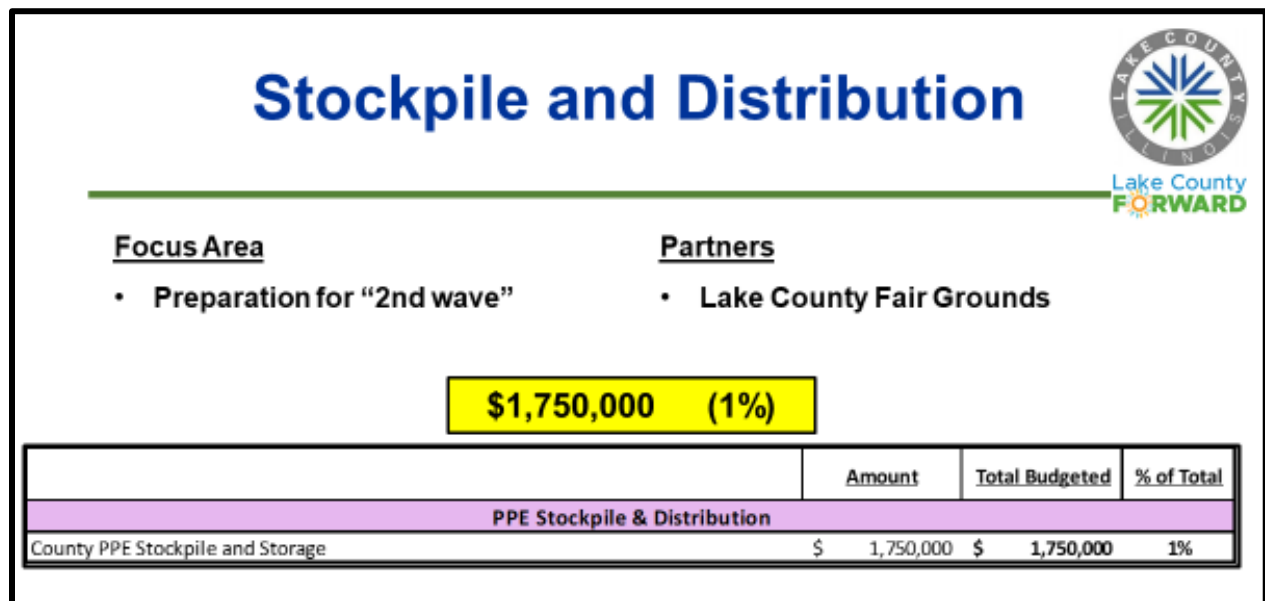 Stockpile and Distribution
LAKE COUNTY
ILLINOIS
Lake County
FORWARD
Focus Area
• Preparation for “2nd wave”
Partners
• Lake County Fair Grounds
$1,750,000 (1%)
Amount Total Budgeted % of Total
PPE Stockpile & Distribution
County PPE Stockpile and Storage $ 1,750,000 $ 1,750,000 1%